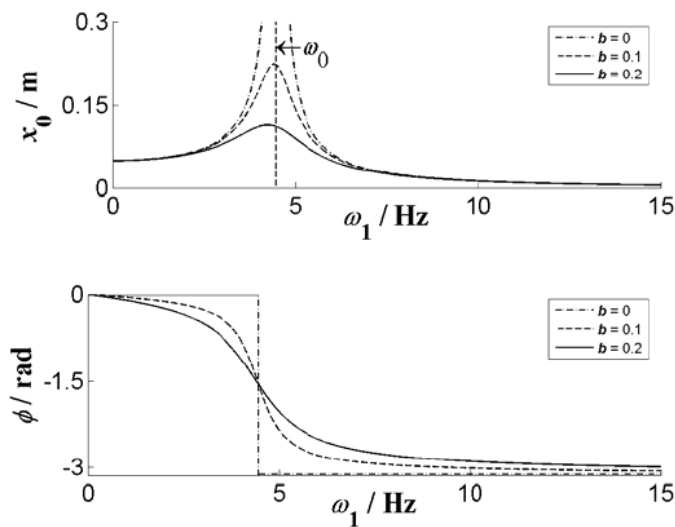 0.3
0.15
0
x₀ / m
ω₀
b = 0
b = 0.1
b = 0.2
0 5 10 15
ω₁ / Hz
0
-1.5
-3
ϕ / rad
b = 0
b = 0.1
b = 0.2
0 5 10 15
ω₁ / Hz